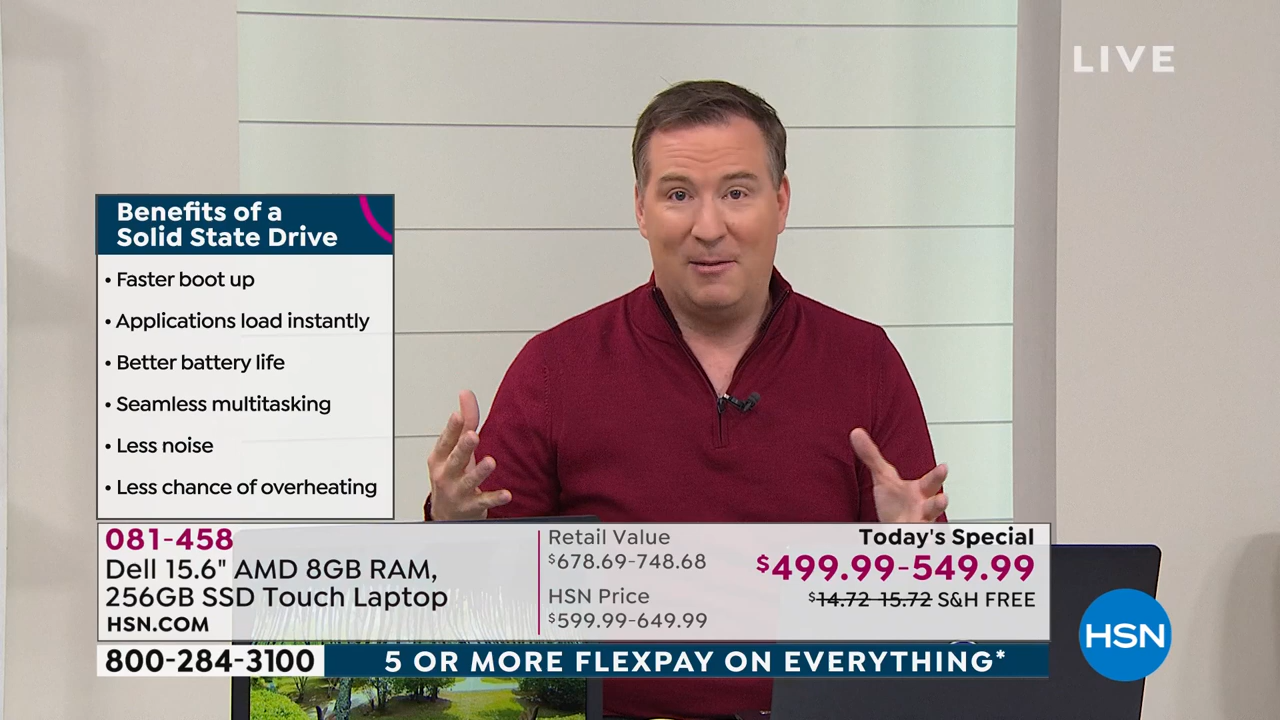 LIVE
Benefits of a
Solid State Drive
• Faster boot up
• Applications load instantly
• Better battery life
• Seamless multitasking
• Less noise
• Less chance of overheating
081-458
Dell 15.6" AMD 8GB RAM,
256GB SSD Touch Laptop
HSN.COM
Retail Value
$678.69-748.68
HSN Price
$599.99-649.99
Today's Special
$499.99-549.99
$14.72-15.72 S&H FREE
HSN
800-284-3100
5 OR MORE FLEXPAY ON EVERYTHING*